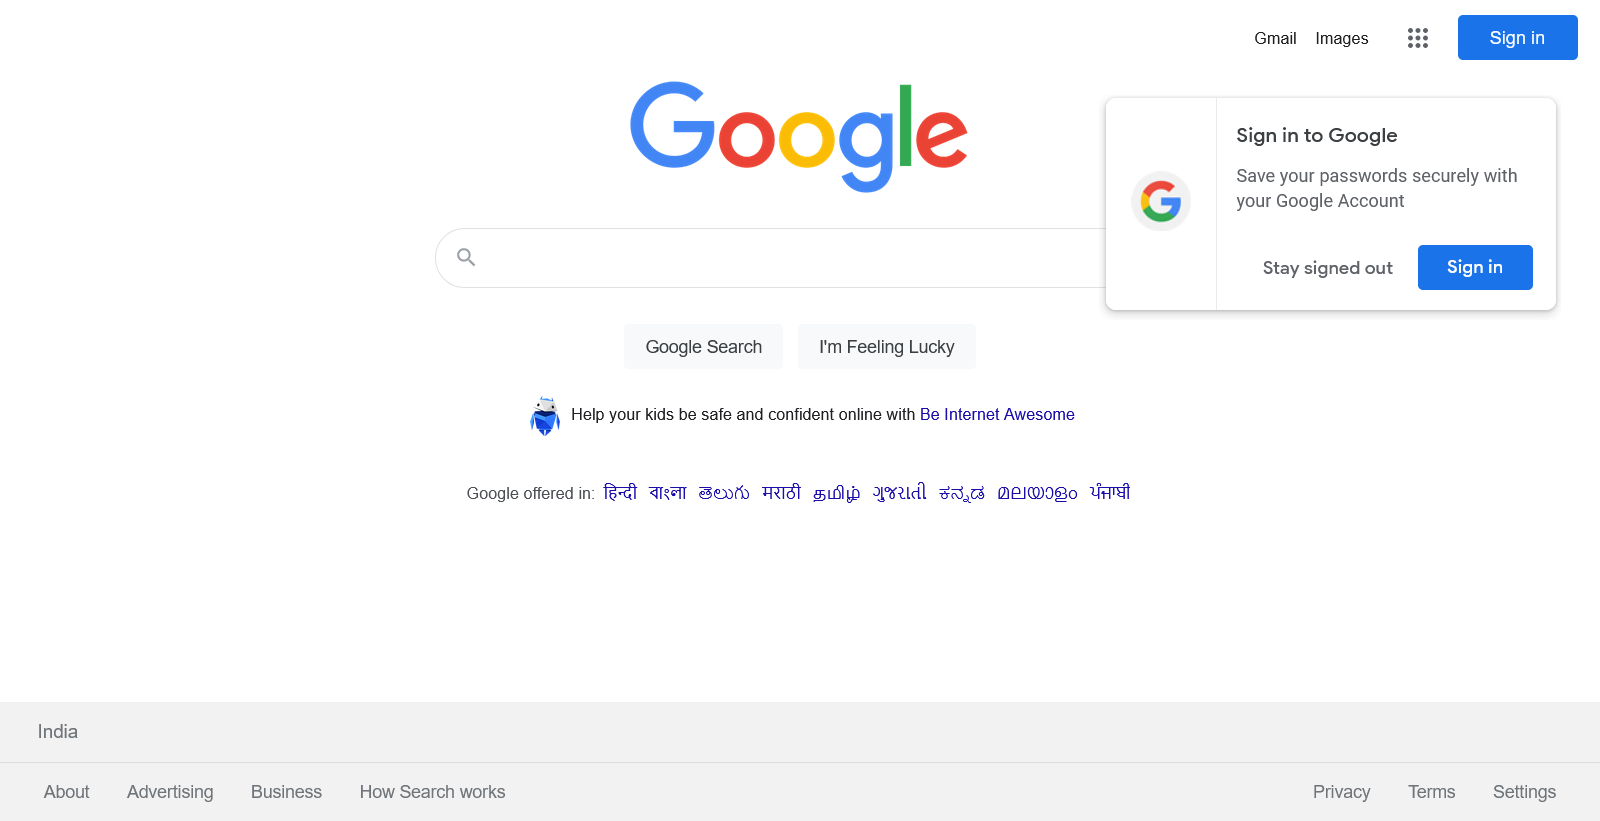 Gmail Images Sign in
Google
Sign in to Google
Save your passwords securely with
your Google Account
Stay signed out Sign in
Google Search I'm Feeling Lucky
Help your kids be safe and confident online with Be Internet Awesome
Google offered in: हिन्दी বাংলা తెలుగు मराठी தமிழ் ગુજરાતી ಕನ್ನಡ മലയാളം ਪੰਜਾਬੀ
India
About Advertising Business How Search works Privacy Terms Settings